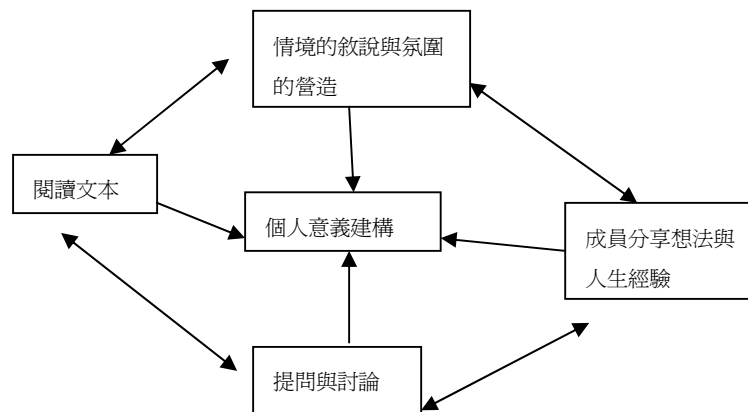 情境的敘說與氛圍
的營造
閱讀文本
個人意義建構
成員分享想法與
人生經驗
提問與討論